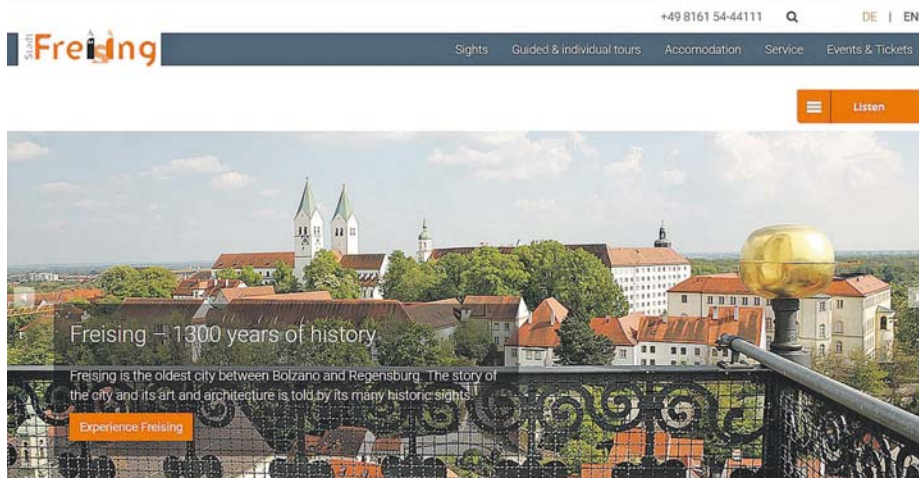 +49 8161 54-44111 DE | EN
Stadt Freising
Sights Guided & individual tours Accomodation Service Events & Tickets
Listen
Freising – 1300 years of history
Freising is the oldest city between Bolzano and Regensburg. The story of
the city and its art and architecture is told by its many historic sights.
Experience Freising